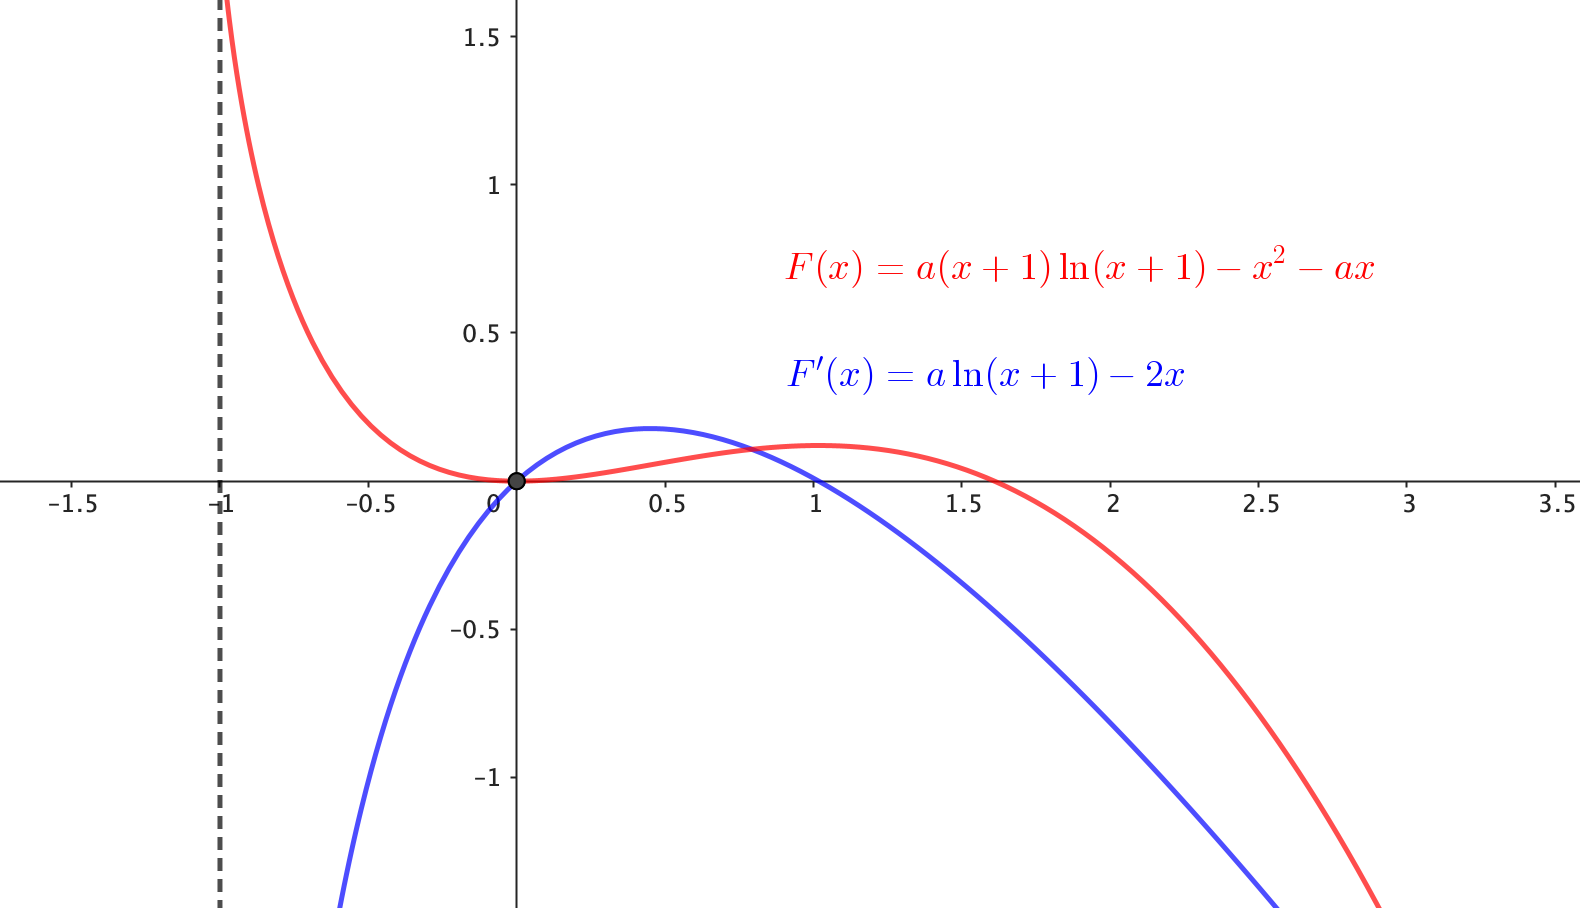 1.5
1
F(x) = a(x + 1) ln(x + 1) − x² − ax
0.5
F′(x) = a ln(x + 1) − 2x
−1.5 −1 −0.5 0 0.5 1 1.5 2 2.5 3 3.5
−0.5
−1